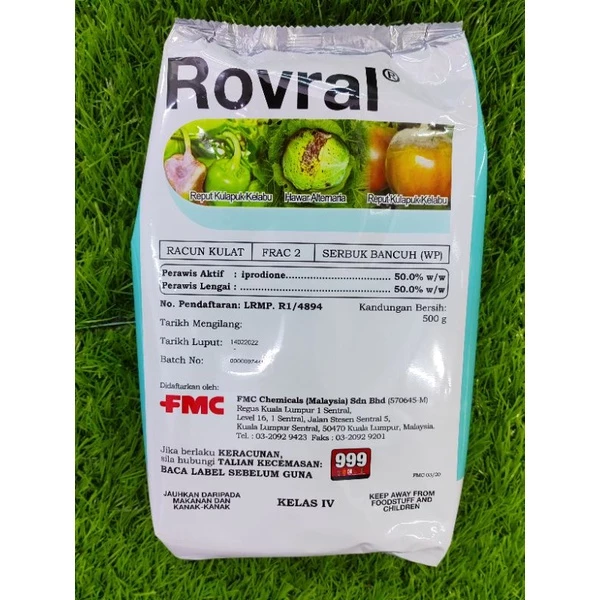 Rovral®
Reput Kulapuk Kelabu
Hawar Alternaria
Reput Kulapuk Kelabu
RACUN KULAT FRAC 2 SERBUK BANCUH (WP)
Perawis Aktif : iprodione........................50.0% w/w
Perawis Lengai : ........................50.0% w/w
No. Pendaftaran: LRMP. R1/4894
Kandungan Bersih:
500 g
Tarikh Mengilang:
Tarikh Luput: 14022022
Batch No:
Didaftarkan oleh:
FMC
FMC Chemicals (Malaysia) Sdn Bhd (570645-M)
Regus Kuala Lumpur 1 Sentral,
Level 16, 1 Sentral, Jalan Stesen Sentral 5,
Kuala Lumpur Sentral, 50470 Kuala Lumpur, Malaysia.
Tel. : 03-2092 9423 Faks : 03-2092 9201
Jika berlaku KERACUNAN,
sila hubungi TALIAN KECEMASAN: 999
BACA LABEL SEBELUM GUNA
FMC 03/20
JAUHKAN DARIPADA
MAKANAN DAN
KANAK-KANAK
KELAS IV
KEEP AWAY FROM
FOODSTUFF AND
CHILDREN